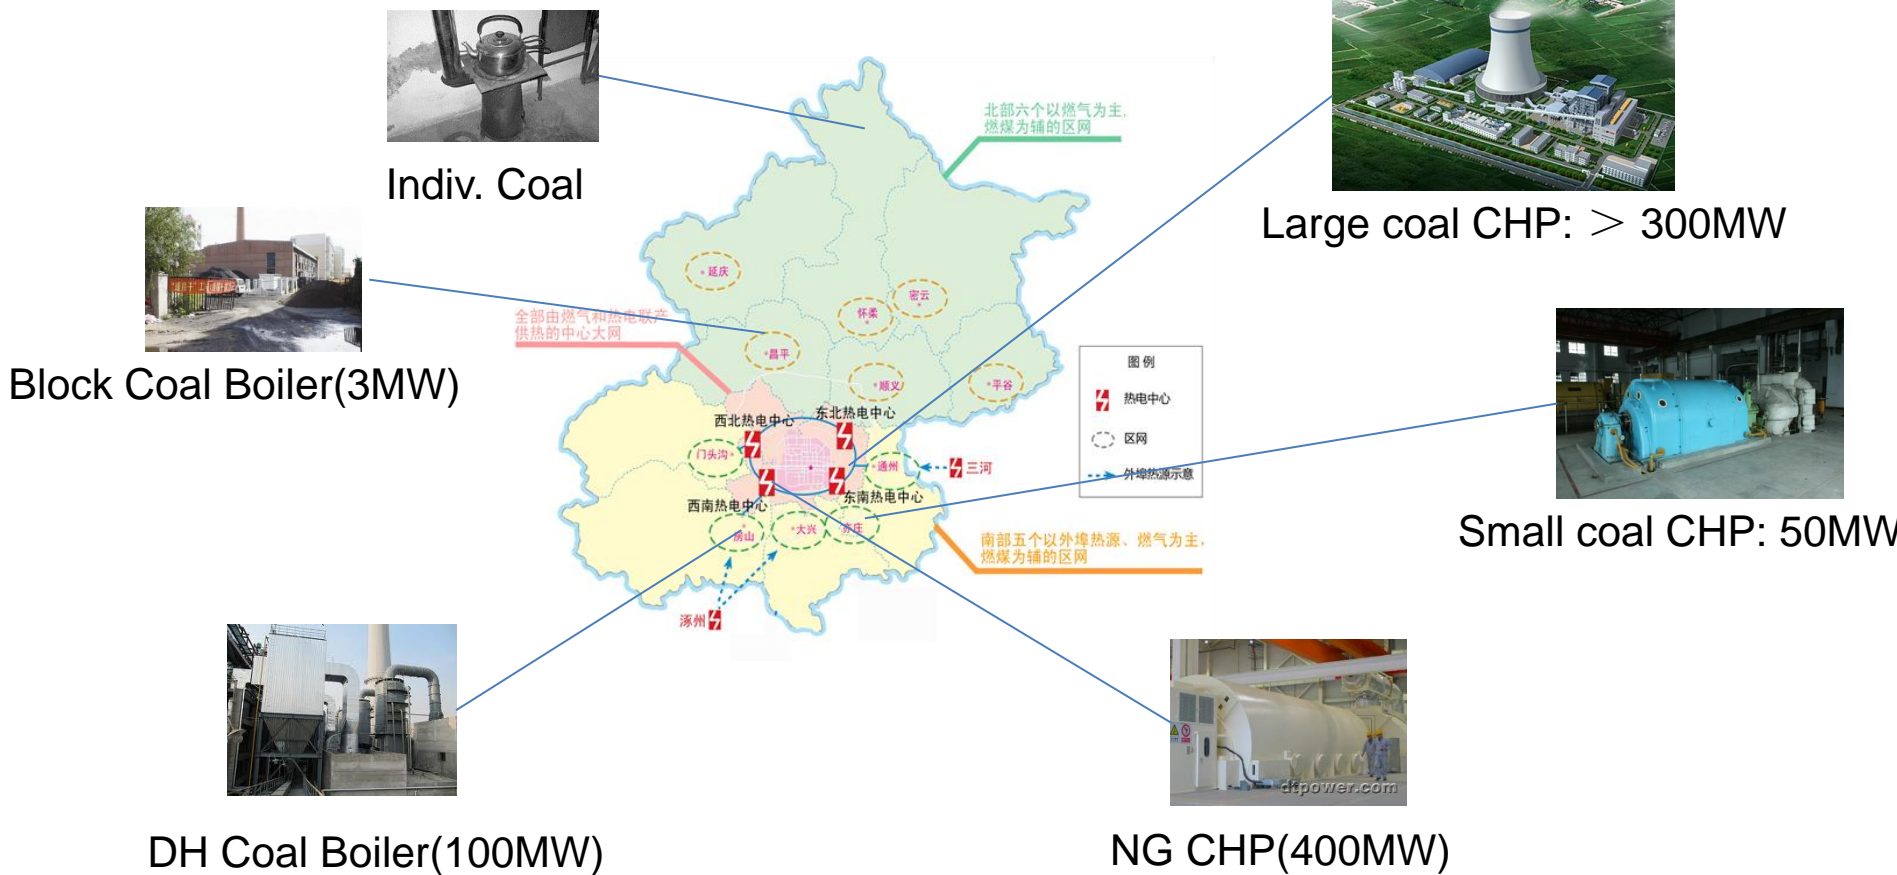 Indiv. Coal
Block Coal Boiler(3MW)
DH Coal Boiler(100MW)
Large coal CHP: ＞ 300MW
Small coal CHP: 50MW
NG CHP(400MW)
dtpower.com
北部六个以燃气为主,
燃煤为辅的区网
全部由燃气和热电联产
供热的中心大网
延庆
密云
怀柔
昌平
顺义
平谷
西北热电中心
东北热电中心
门头沟
通州
三河
西南热电中心
东南热电中心
房山
大兴
亦庄
涿州
南部五个以外埠热源、燃气为主,
燃煤为辅的区网
图例
热电中心
区网
外埠热源示意